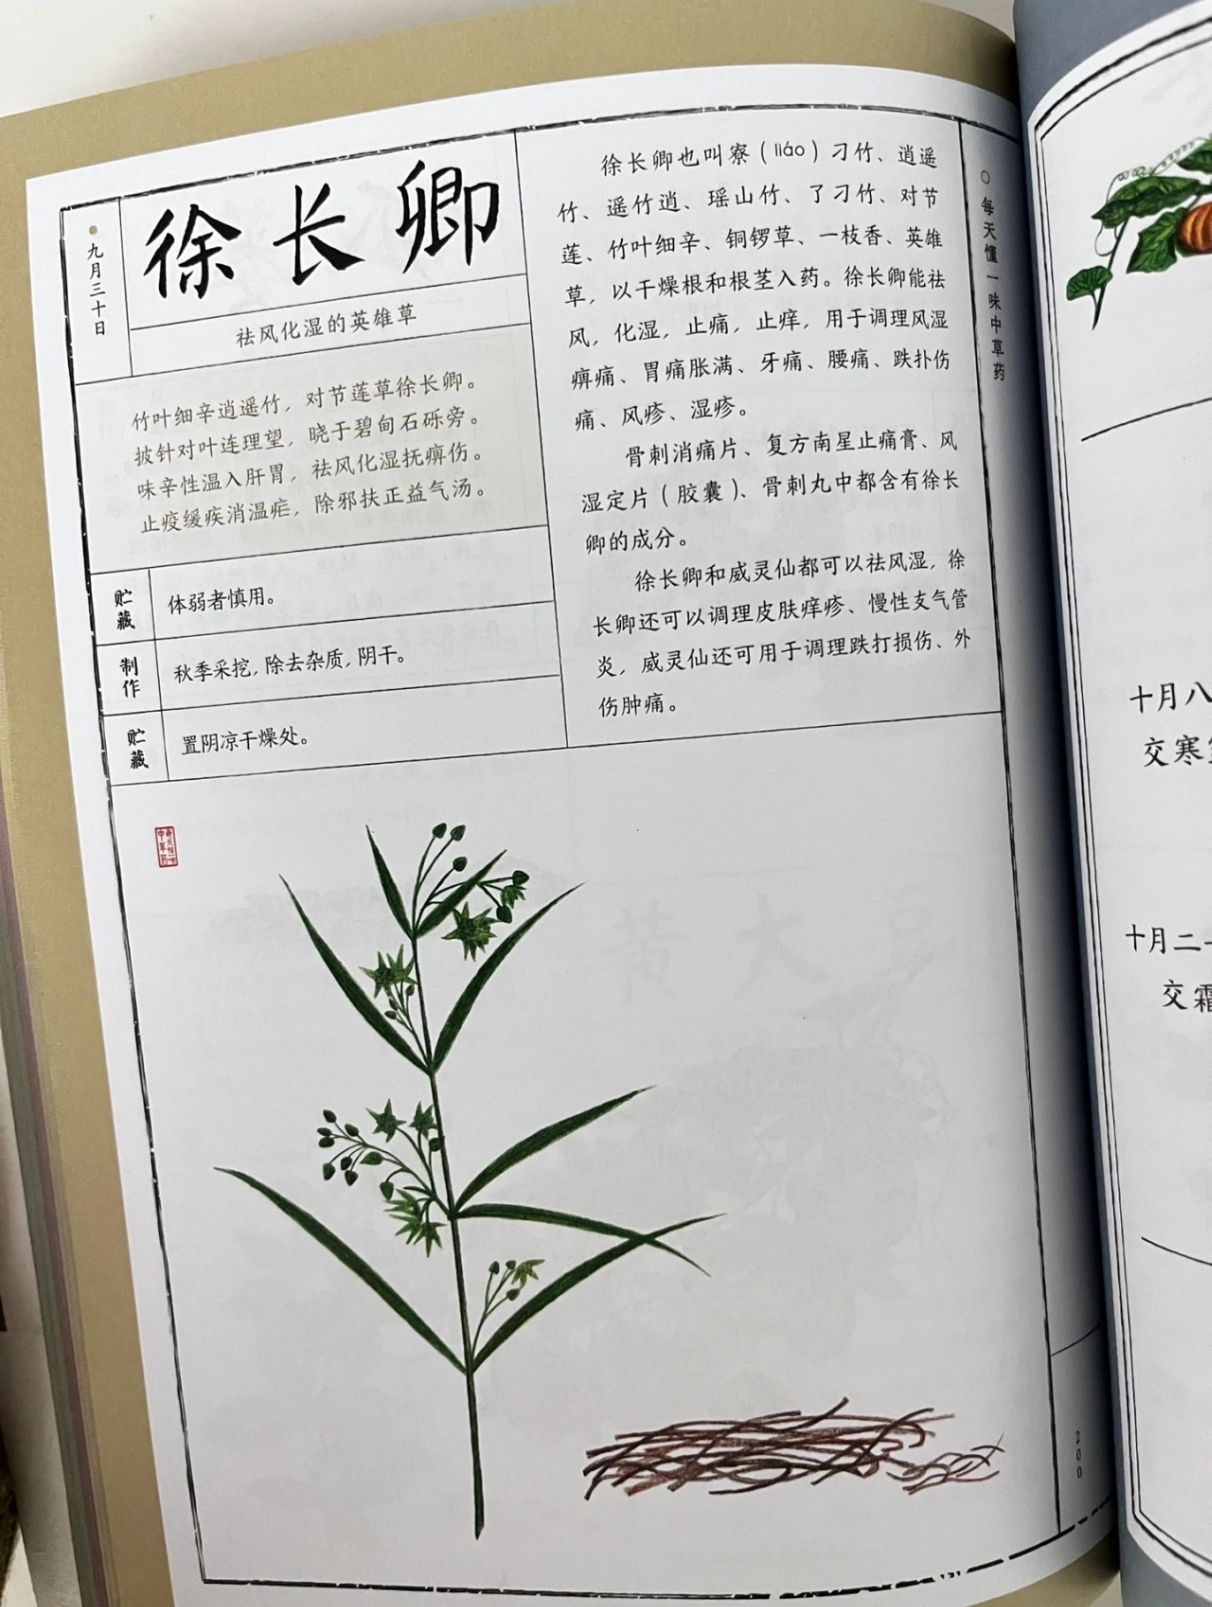 九月三十日
徐长卿
祛风化湿的英雄草
竹叶细辛逍遥竹，对节莲草徐长卿。
披针对叶连理望，晓于碧甸石砾旁。
味辛性温入肝胃，祛风化湿抚痹伤。
止疫缓疾消温疟，除邪扶正益气汤。
贮藏
体弱者慎用。
制作
秋季采挖，除去杂质，阴干。
贮藏
置阴凉干燥处。
徐长卿也叫寮（liáo）刁竹、逍遥
竹、遥竹逍、瑶山竹、了刁竹、对节
莲、竹叶细辛、铜锣草、一枝香、英雄
草，以干燥根和根茎入药。徐长卿能祛
风，化湿，止痛，止痒，用于调理风湿
痹痛、胃痛胀满、牙痛、腰痛、跌扑伤
痛、风疹、湿疹。
骨刺消痛片、复方南星止痛膏、风
湿定片（胶囊）、骨刺丸中都含有徐长
卿的成分。
徐长卿和威灵仙都可以祛风湿，徐
长卿还可以调理皮肤痒疹、慢性支气管
炎，威灵仙还可用于调理跌打损伤、外
伤肿痛。
每天懂一味中草药
200
十月八
交寒
十月二十
交霜